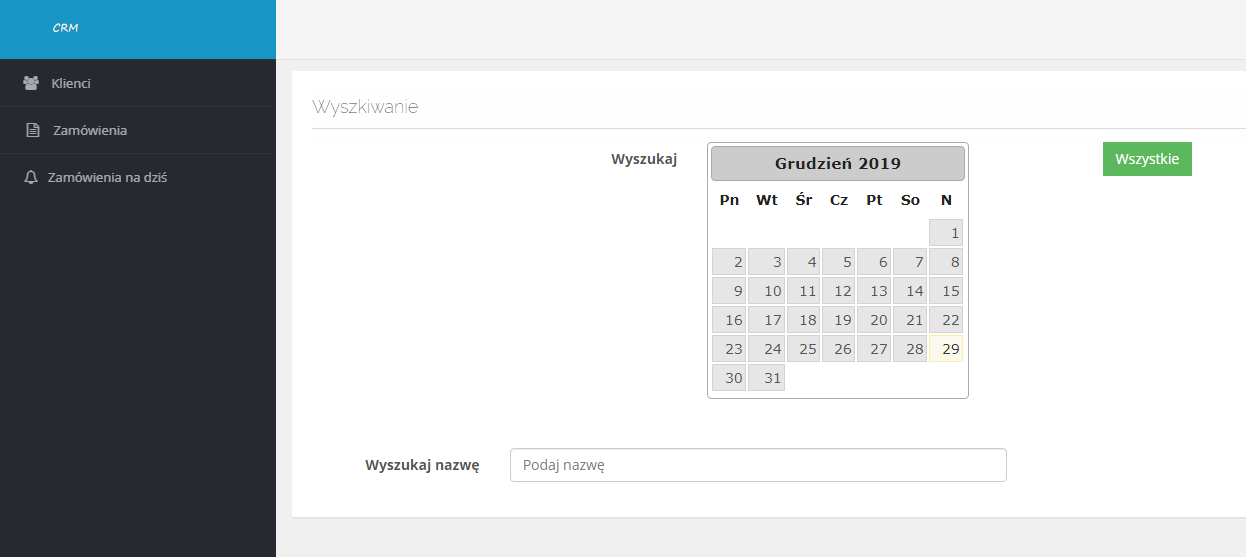 CRM
Klienci
Zamówienia
Zamówienia na dziś
Wyszkiwanie
Wyszukaj
Grudzień 2019
Wszystkie
Pn Wt Śr Cz Pt So N
1
2 3 4 5 6 7 8
9 10 11 12 13 14 15
16 17 18 19 20 21 22
23 24 25 26 27 28 29
30 31
Wyszukaj nazwę
Podaj nazwę